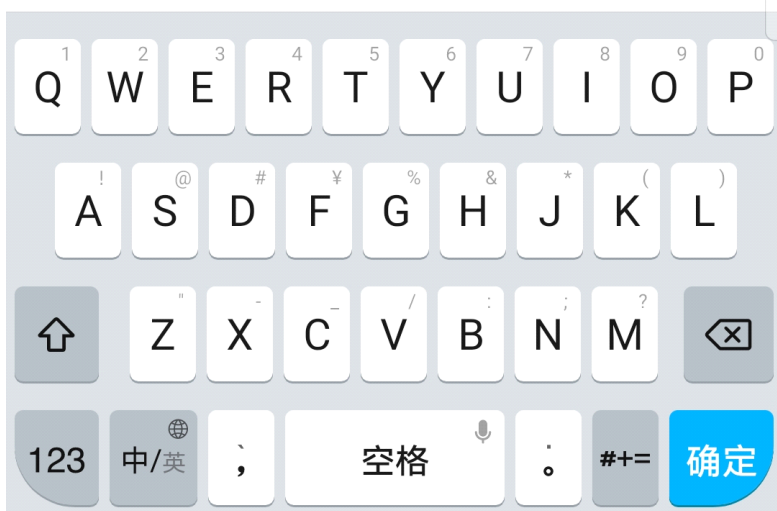 1 2 3 4 5 6 7 8 9 0
Q W E R T Y U I O P
! @ # ¥ % & * ( )
A S D F G H J K L
" - _ / : ; ?
Z X C V B N M
123 中/英 , 空格 。 #+= 确定